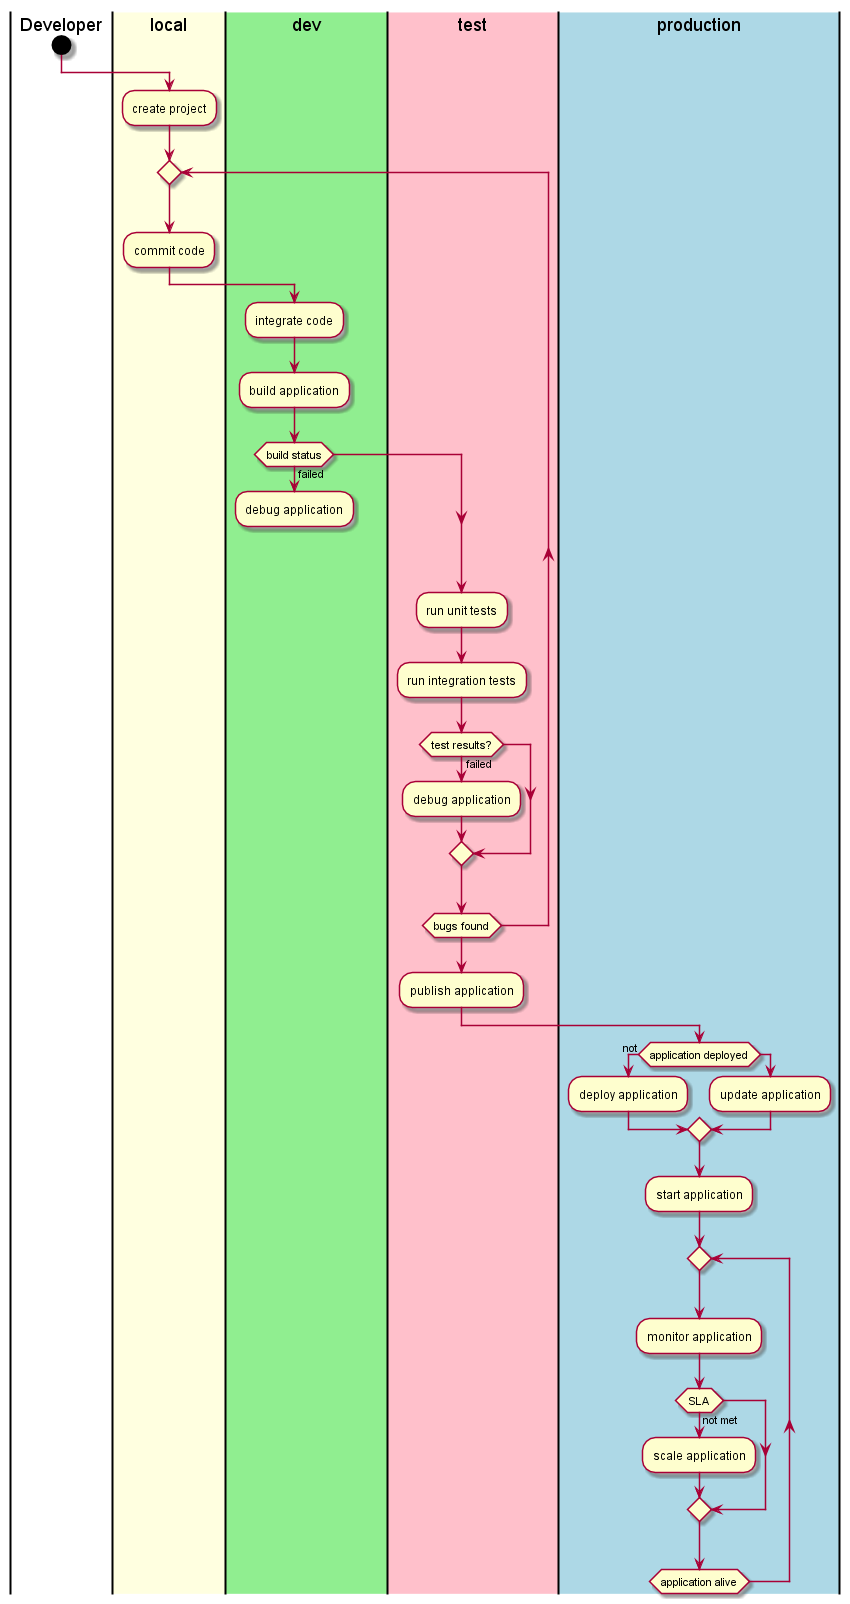 Developer
local
dev
test
production
create project
commit code
integrate code
build application
build status
failed
debug application
run unit tests
run integration tests
test results?
failed
debug application
bugs found
publish application
not
application deployed
deploy application
update application
start application
monitor application
SLA
not met
scale application
application alive